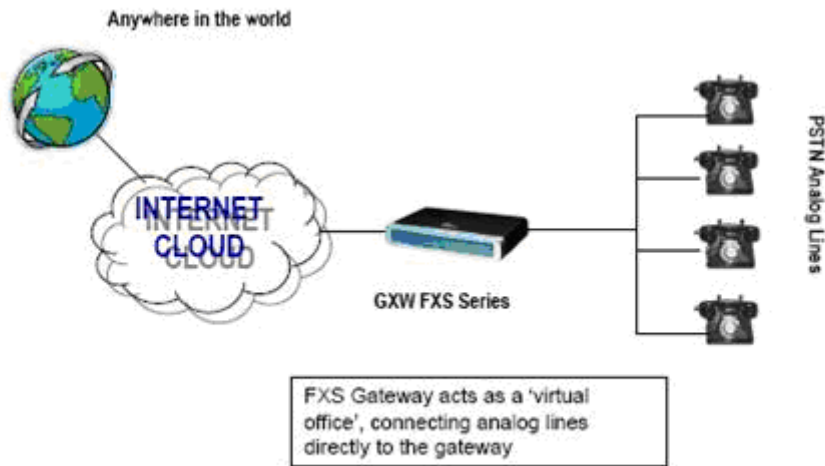 Anywhere in the world
INTERNET
CLOUD
GXW FXS Series
PSTN Analog Lines
FXS Gateway acts as a ‘virtual
office’, connecting analog lines
directly to the gateway